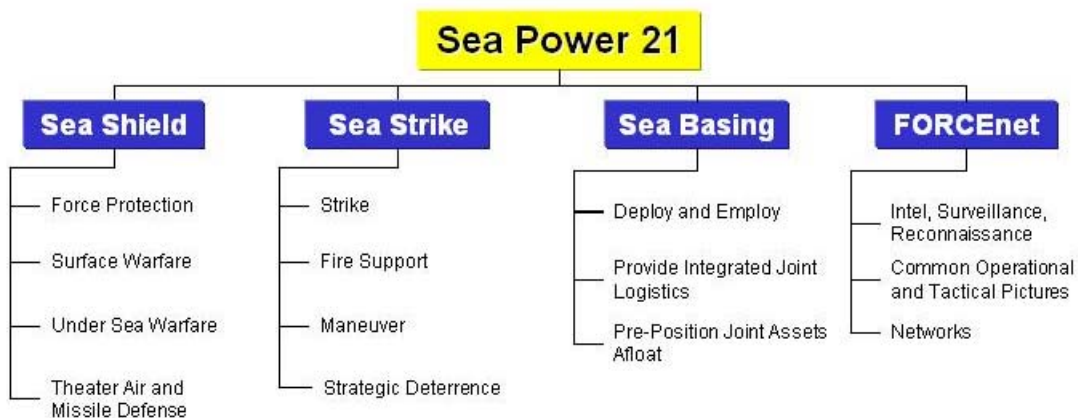 Sea Power 21
Sea Shield
Force Protection
Surface Warfare
Under Sea Warfare
Theater Air and
Missile Defense
Sea Strike
Strike
Fire Support
Maneuver
Strategic Deterrence
Sea Basing
Deploy and Employ
Provide Integrated Joint
Logistics
Pre-Position Joint Assets
Afloat
FORCEnet
Intel, Surveillance,
Reconnaissance
Common Operational
and Tactical Pictures
Networks